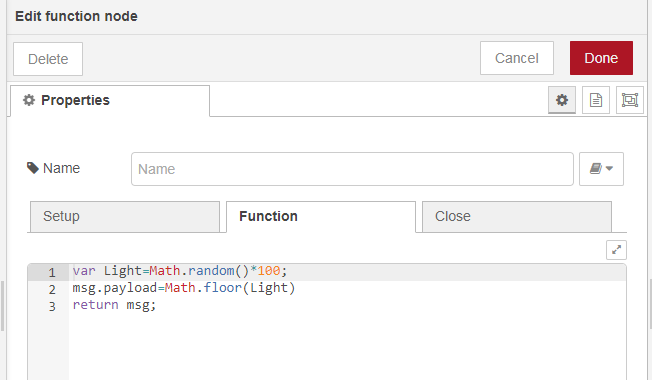 Edit function node
Delete
Cancel
Done
Properties
Name
Name
Setup
Function
Close
1 var Light=Math.random()*100;
2 msg.payload=Math.floor(Light)
3 return msg;